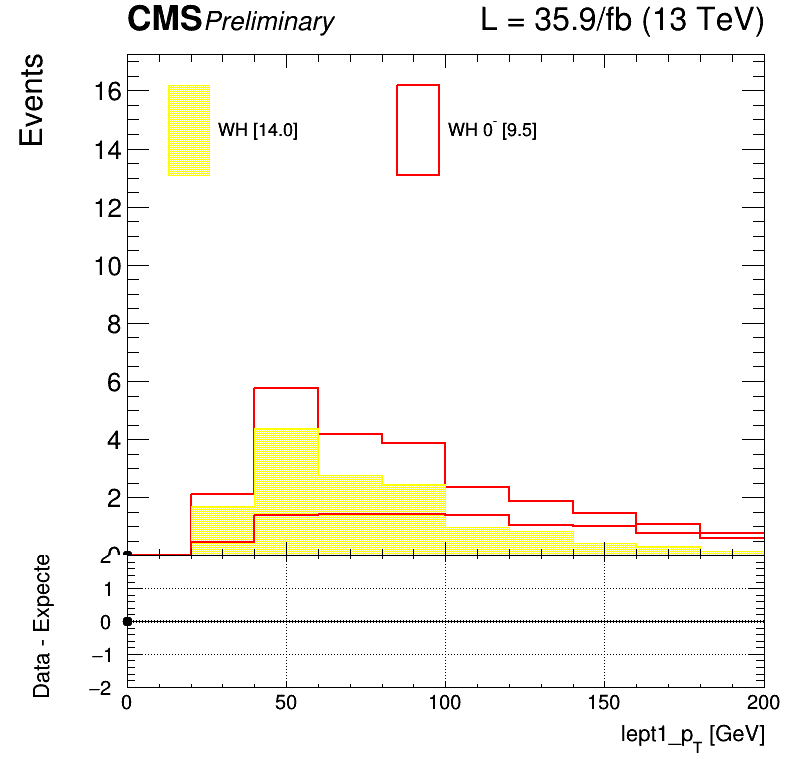 CMS Preliminary L = 35.9/fb (13 TeV)
Events
16
14
12
10
8
6
4
2
0
WH [14.0]
WH 0⁻ [9.5]
Data - Expecte
2
1
0
−1
−2
0 50 100 150 200
lept1_p_T [GeV]